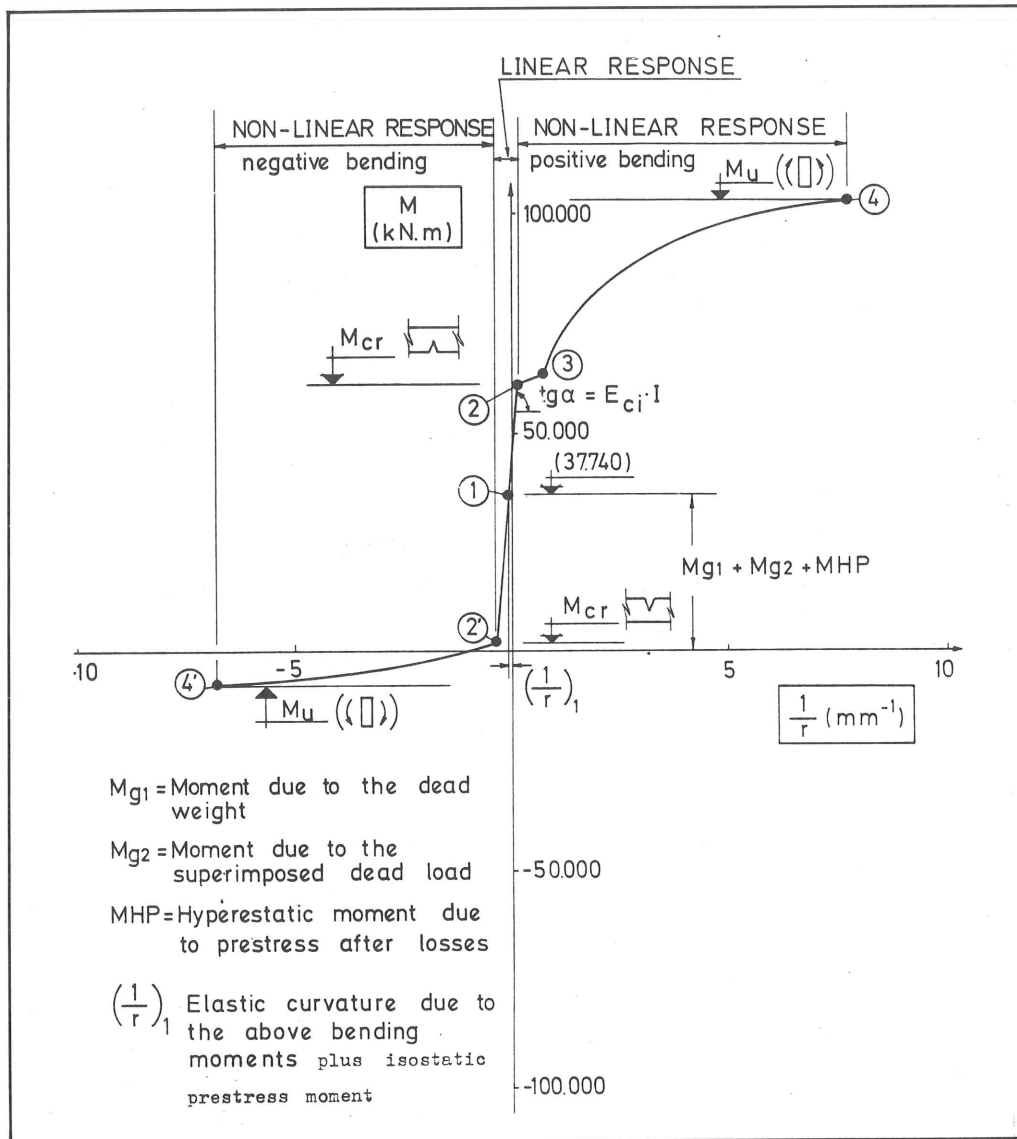 LINEAR RESPONSE
NON-LINEAR RESPONSE
NON-LINEAR RESPONSE
negative bending
positive bending
M
(kN.m)
Mu
4
100.000
Mcr
3
2
tgα = Eci·I
50.000
(37.740)
1
Mg1 + Mg2 + MHP
Mcr
2'
-10
-5
5
10
4'
Mu
(1/r)1
1/r (mm-1)
Mg1 = Moment due to the dead
weight
Mg2 = Moment due to the
superimposed dead load
-50.000
MHP = Hyperestatic moment due
to prestress after losses
(1/r)1 Elastic curvature due to
the above bending
moments plus isostatic
prestress moment
-100.000